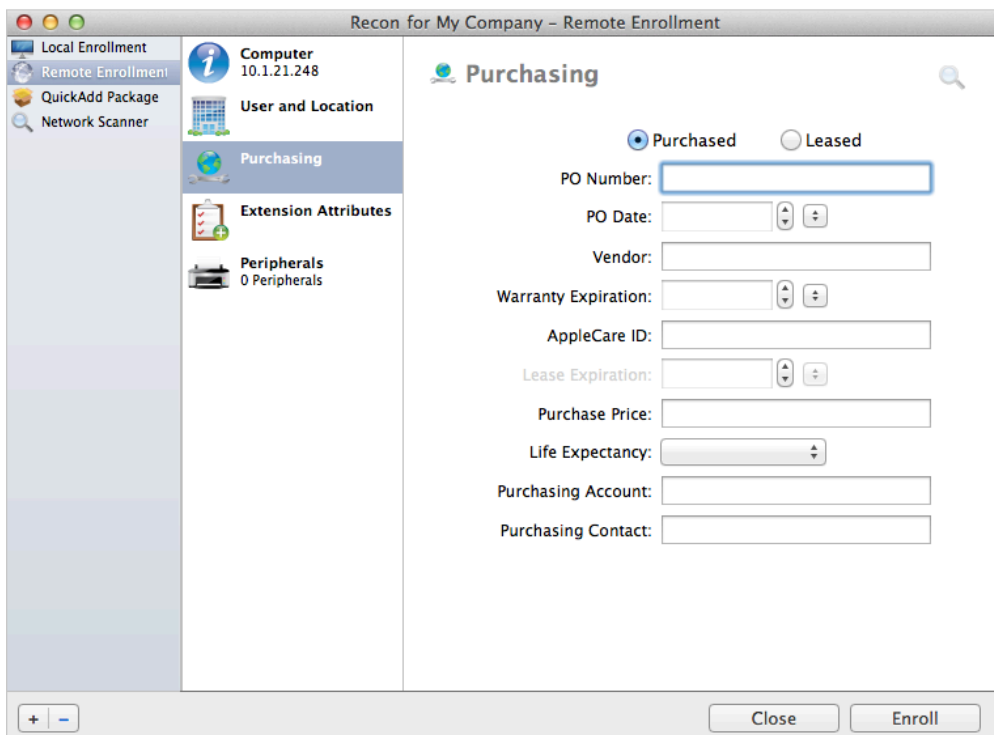 Recon for My Company – Remote Enrollment
Local Enrollment
Remote Enrollment
QuickAdd Package
Network Scanner
Computer
10.1.21.248
User and Location
Purchasing
Extension Attributes
Peripherals
0 Peripherals
Purchasing
Purchased
Leased
PO Number:
PO Date:
Vendor:
Warranty Expiration:
AppleCare ID:
Lease Expiration:
Purchase Price:
Life Expectancy:
Purchasing Account:
Purchasing Contact:
+ –
Close
Enroll